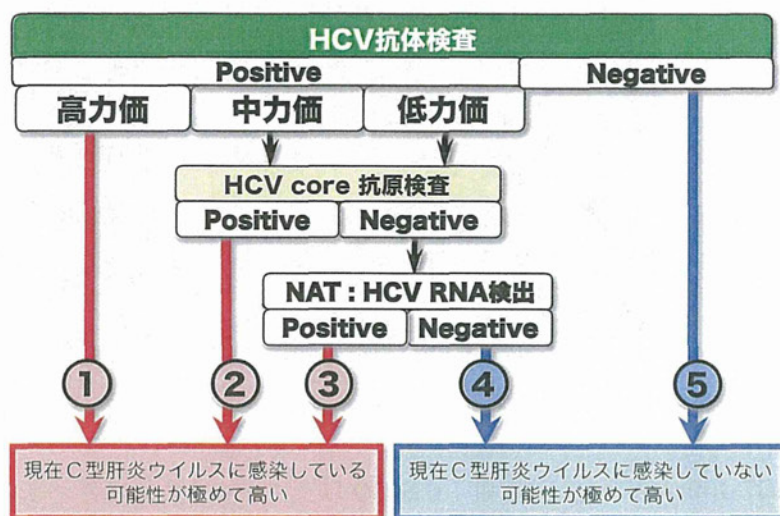 HCV抗体検査
Positive
Negative
高力価
中力価
低力価
HCV core 抗原検査
Positive
Negative
NAT : HCV RNA検出
Positive
Negative
①
②
③
④
⑤
現在C型肝炎ウイルスに感染している
可能性が極めて高い
現在C型肝炎ウイルスに感染していない
可能性が極めて高い